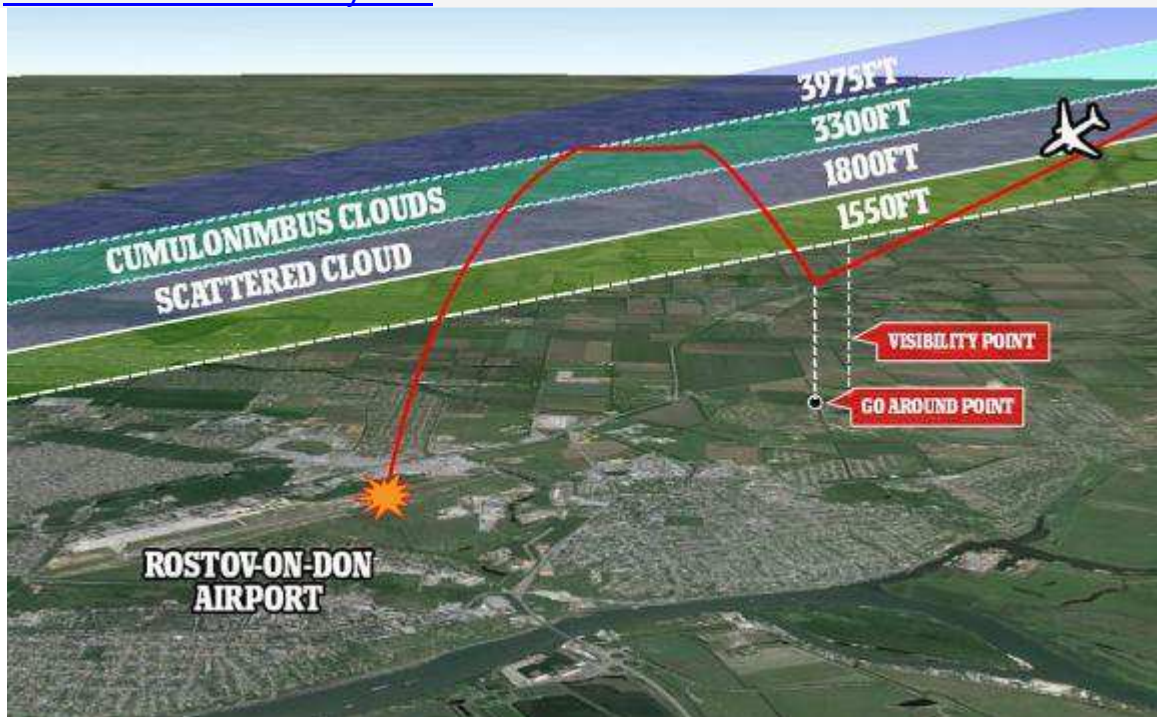 3975FT
3300FT
1800FT
1550FT
CUMULONIMBUS CLOUDS
SCATTERED CLOUD
VISIBILITY POINT
GO AROUND POINT
ROSTOV-ON-DON
AIRPORT